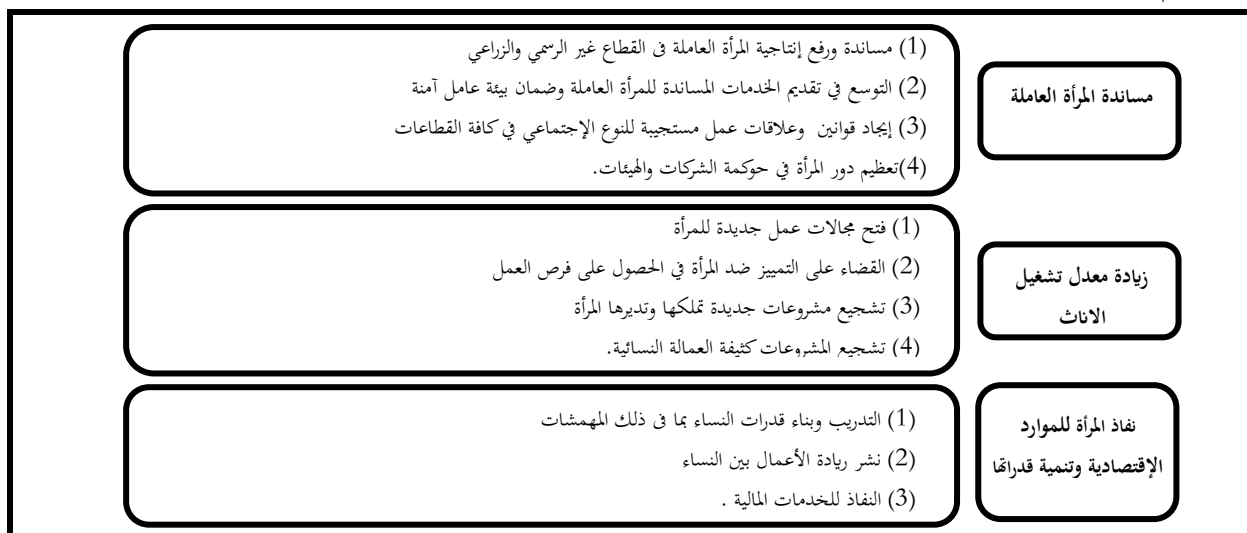 مساندة المرأة العاملة
(1) مساندة ورفع إنتاجية المرأة العاملة فى القطاع غير الرسمي والزراعي
(2) التوسع في تقديم الخدمات المساندة للمرأة العاملة وضمان بيئة عامل آمنة
(3) إيجاد قوانين وعلاقات عمل مستجيبة للنوع الإجتماعي في كافة القطاعات
(4)تعظيم دور المرأة في حوكمة الشركات والهيئات.
زيادة معدل تشغيل
الاناث
(1) فتح مجالات عمل جديدة للمرأة
(2) القضاء على التمييز ضد المرأة في الحصول على فرص العمل
(3) تشجيع مشروعات جديدة تملكها وتديرها المرأة
(4) تشجيع المشروعات كثيفة العمالة النسائية.
نفاذ المرأة للموارد
الإقتصادية وتنمية قدراتها
(1) التدريب وبناء قدرات النساء بما فى ذلك المهمشات
(2) نشر ريادة الأعمال بين النساء
(3) النفاذ للخدمات المالية .